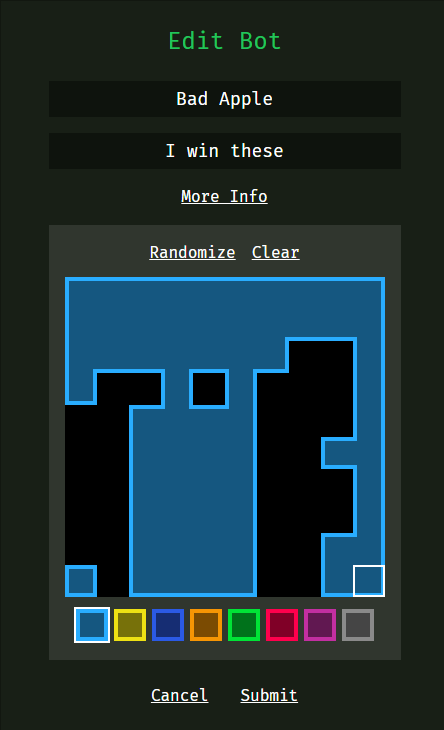 Edit Bot
Bad Apple
I win these
More Info
Randomize Clear
Cancel Submit